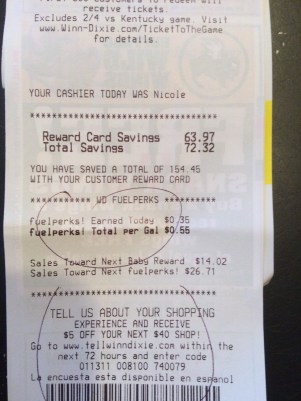 receive tickets.
Excludes 2/4 vs Kentucky game. Visit
www.Winn-Dixie.com/TicketToTheGame
for details.
YOUR CASHIER TODAY WAS Nicole
************************************
Reward Card Savings 63.97
Total Savings 72.32
YOU HAVE SAVED A TOTAL OF 154.45
WITH YOUR CUSTOMER REWARD CARD
*********** WD FUELPERKS ***********
fuelperks! Earned Today $0.35
fuelperks! Total per Gal $0.55
Sales Toward Next Baby Reward $14.02
Sales Toward Next fuelperks! $26.71
************************************
TELL US ABOUT YOUR SHOPPING
EXPERIENCE AND RECEIVE
$5 OFF YOUR NEXT $40 SHOP!
Go to www.tellwinndixie.com within the
next 72 hours and enter code
011311 008100 740079
La encuesta esta disponible en espanol